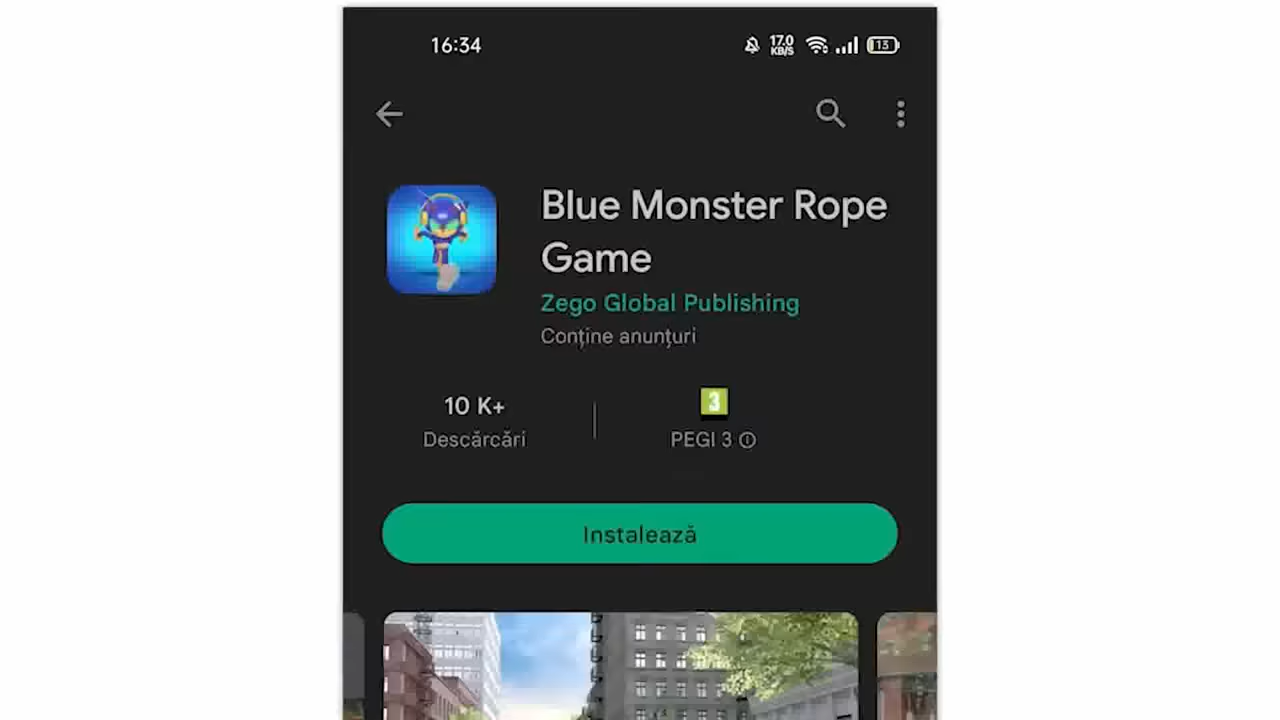 16:34
17.0
KB/S
13
Blue Monster Rope
Game
Zego Global Publishing
Conține anunțuri
10 K+
Descărcări
3
PEGI 3
Instalează